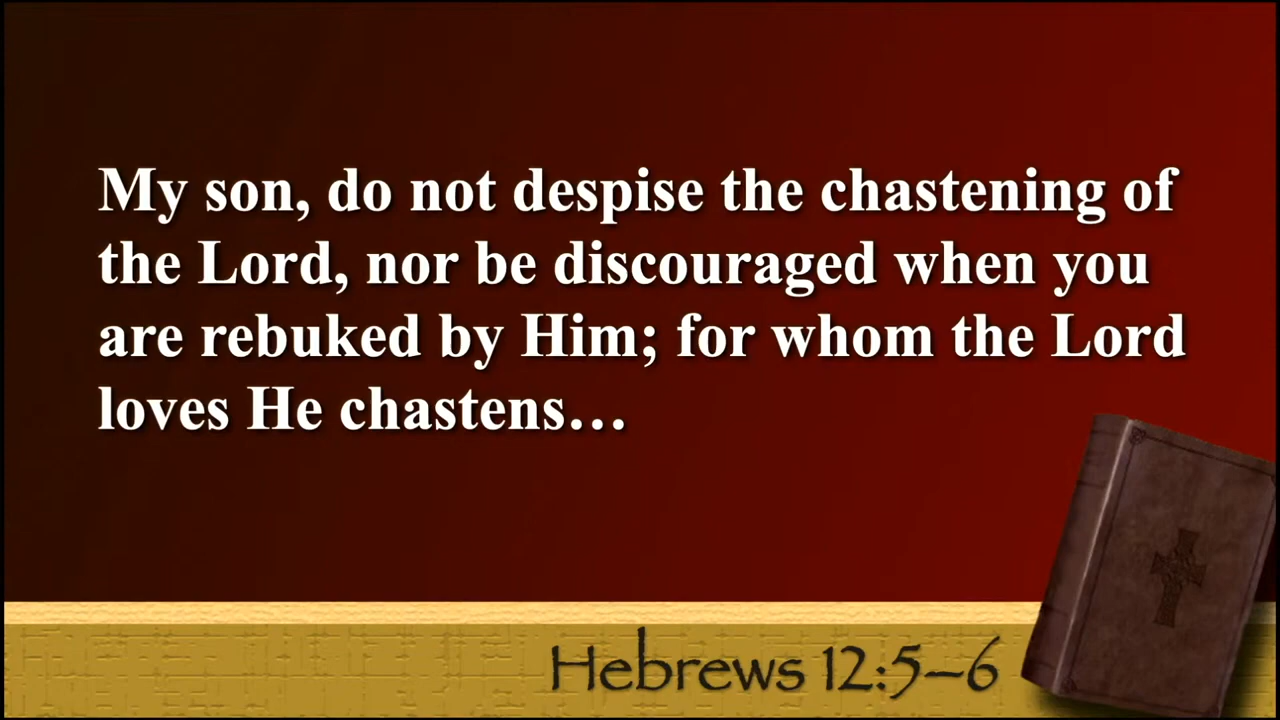 My son, do not despise the chastening of
the Lord, nor be discouraged when you
are rebuked by Him; for whom the Lord
loves He chastens…
Hebrews 12:5–6